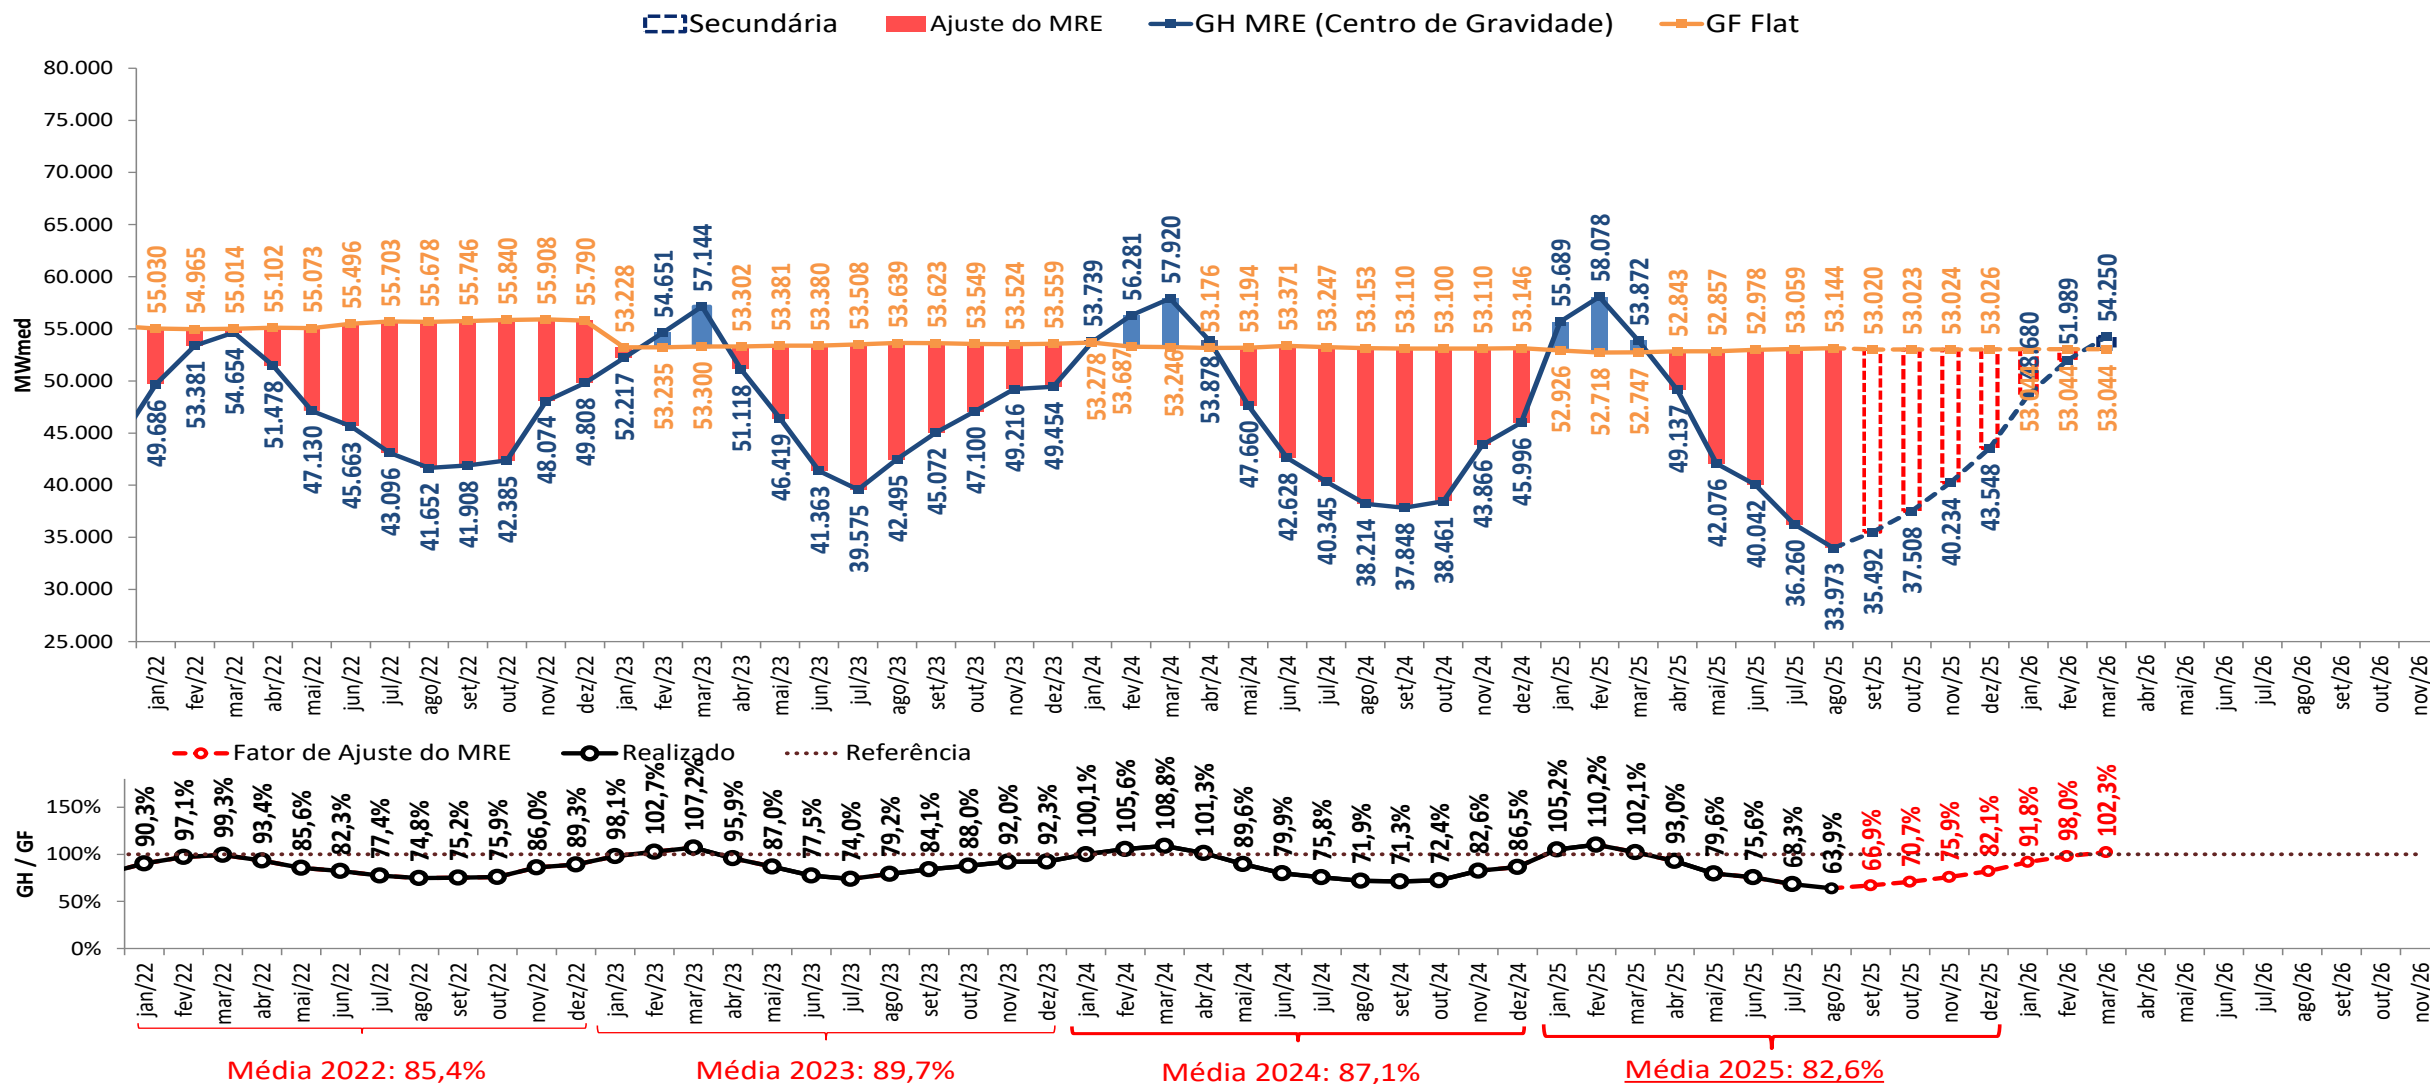 Secundária Ajuste do MRE GH MRE (Centro de Gravidade) GF Flat
MWmed
80.000
75.000
70.000
65.000
60.000
55.000
50.000
45.000
40.000
35.000
30.000
25.000
55.030 54.965 55.014 55.102 55.073 55.496 55.703 55.678 55.746 55.840 55.908 55.790 53.228 53.235 53.300 53.302 53.381 53.380 53.508 53.639 53.623 53.549 53.524 53.559 53.278 53.687 53.246 53.176 53.194 53.371 53.247 53.153 53.110 53.100 53.110 53.146 52.926 52.718 52.747 52.843 52.857 52.978 53.059 53.144 53.020 53.023 53.024 53.026 53.044 53.044 53.044
49.686 53.381 54.654 51.478 47.130 45.663 43.096 41.652 41.908 42.385 48.074 49.808 52.217 54.651 57.144 51.118 46.419 41.363 39.575 42.495 45.072 47.100 49.216 49.454 53.739 56.281 57.920 53.878 47.660 42.628 40.345 38.214 37.848 38.461 43.866 45.996 55.689 58.078 53.872 49.137 42.076 40.042 36.260 33.973 35.492 37.508 40.234 43.548 48.680 51.989 54.250
jan/22 fev/22 mar/22 abr/22 mai/22 jun/22 jul/22 ago/22 set/22 out/22 nov/22 dez/22 jan/23 fev/23 mar/23 abr/23 mai/23 jun/23 jul/23 ago/23 set/23 out/23 nov/23 dez/23 jan/24 fev/24 mar/24 abr/24 mai/24 jun/24 jul/24 ago/24 set/24 out/24 nov/24 dez/24 jan/25 fev/25 mar/25 abr/25 mai/25 jun/25 jul/25 ago/25 set/25 out/25 nov/25 dez/25 jan/26 fev/26 mar/26 abr/26 mai/26 jun/26 jul/26 ago/26 set/26 out/26 nov/26
Fator de Ajuste do MRE Realizado Referência
GH / GF
150%
100%
50%
0%
90,3% 97,1% 99,3% 93,4% 85,6% 82,3% 77,4% 74,8% 75,2% 75,9% 86,0% 89,3% 98,1% 102,7% 107,2% 95,9% 87,0% 77,5% 74,0% 79,2% 84,1% 88,0% 92,0% 92,3% 100,1% 105,6% 108,8% 101,3% 89,6% 79,9% 75,8% 71,9% 71,3% 72,4% 82,6% 86,5% 105,2% 110,2% 102,1% 93,0% 79,6% 75,6% 68,3% 63,9% 66,9% 70,7% 75,9% 82,1% 91,8% 98,0% 102,3%
jan/22 fev/22 mar/22 abr/22 mai/22 jun/22 jul/22 ago/22 set/22 out/22 nov/22 dez/22 jan/23 fev/23 mar/23 abr/23 mai/23 jun/23 jul/23 ago/23 set/23 out/23 nov/23 dez/23 jan/24 fev/24 mar/24 abr/24 mai/24 jun/24 jul/24 ago/24 set/24 out/24 nov/24 dez/24 jan/25 fev/25 mar/25 abr/25 mai/25 jun/25 jul/25 ago/25 set/25 out/25 nov/25 dez/25 jan/26 fev/26 mar/26 abr/26 mai/26 jun/26 jul/26 ago/26 set/26 out/26 nov/26
Média 2022: 85,4% Média 2023: 89,7% Média 2024: 87,1% Média 2025: 82,6%